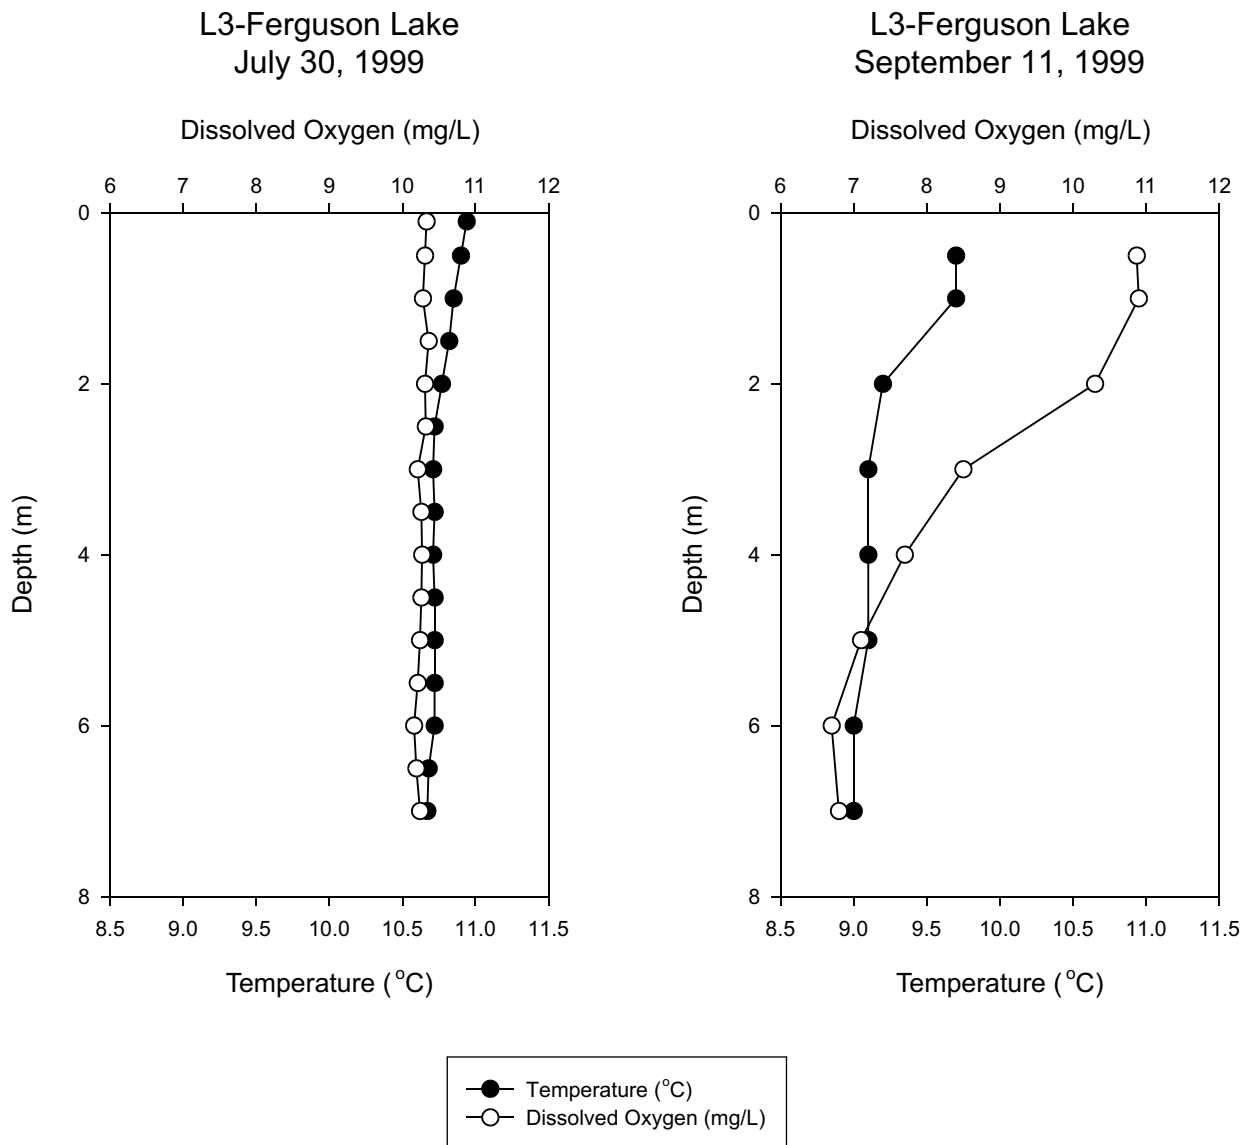 L3-Ferguson Lake
July 30, 1999
Dissolved Oxygen (mg/L)
6 7 8 9 10 11 12
0
2
4
6
8
Depth (m)
8.5 9.0 9.5 10.0 10.5 11.0 11.5
Temperature (°C)
L3-Ferguson Lake
September 11, 1999
Dissolved Oxygen (mg/L)
6 7 8 9 10 11 12
0
2
4
6
8
Depth (m)
8.5 9.0 9.5 10.0 10.5 11.0 11.5
Temperature (°C)
Temperature (°C)
Dissolved Oxygen (mg/L)